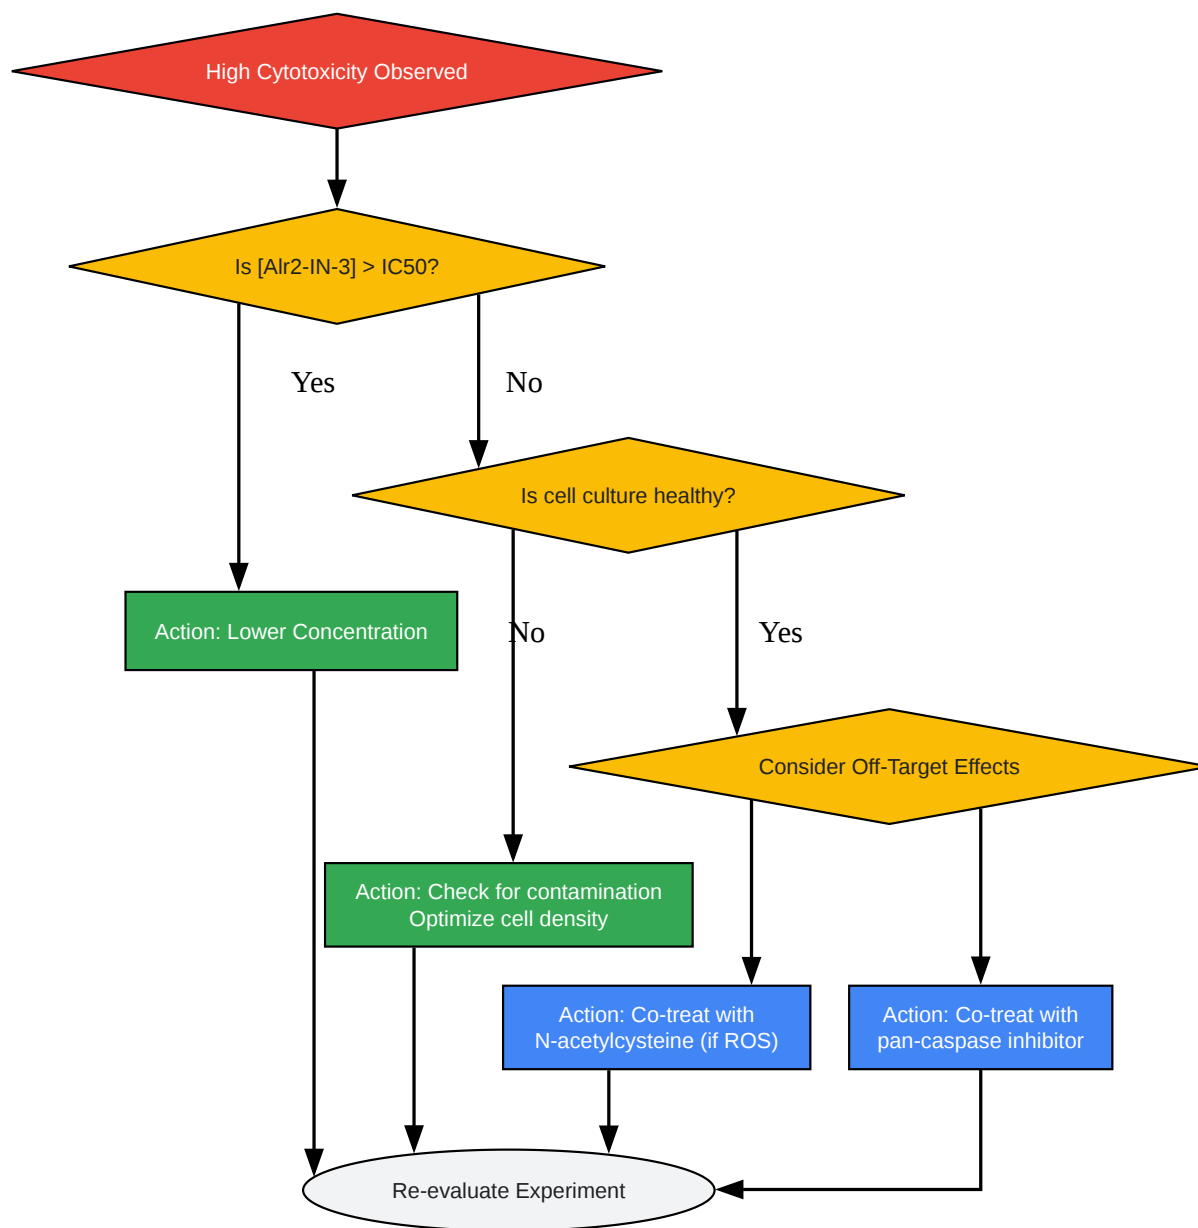 High Cytotoxicity Observed
Is [Alr2-IN-3] > IC50?
Yes
No
Is cell culture healthy?
Action: Lower Concentration
No
Yes
Consider Off-Target Effects
Action: Check for contamination
Optimize cell density
Action: Co-treat with
N-acetylcysteine (if ROS)
Action: Co-treat with
pan-caspase inhibitor
Re-evaluate Experiment